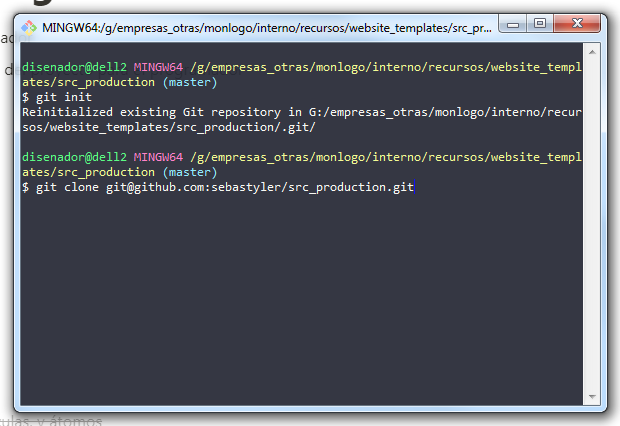 MINGW64:/g/empresas_otras/monlogo/interno/recursos/website_templates/src_pr...
disenador@dell2 MINGW64 /g/empresas_otras/monlogo/interno/recursos/website_templ
ates/src_production (master)
$ git init
Reinitialized existing Git repository in G:/empresas_otras/monlogo/interno/recur
sos/website_templates/src_production/.git/
disenador@dell2 MINGW64 /g/empresas_otras/monlogo/interno/recursos/website_templ
ates/src_production (master)
$ git clone git@github.com:sebastyler/src_production.git
y átomos